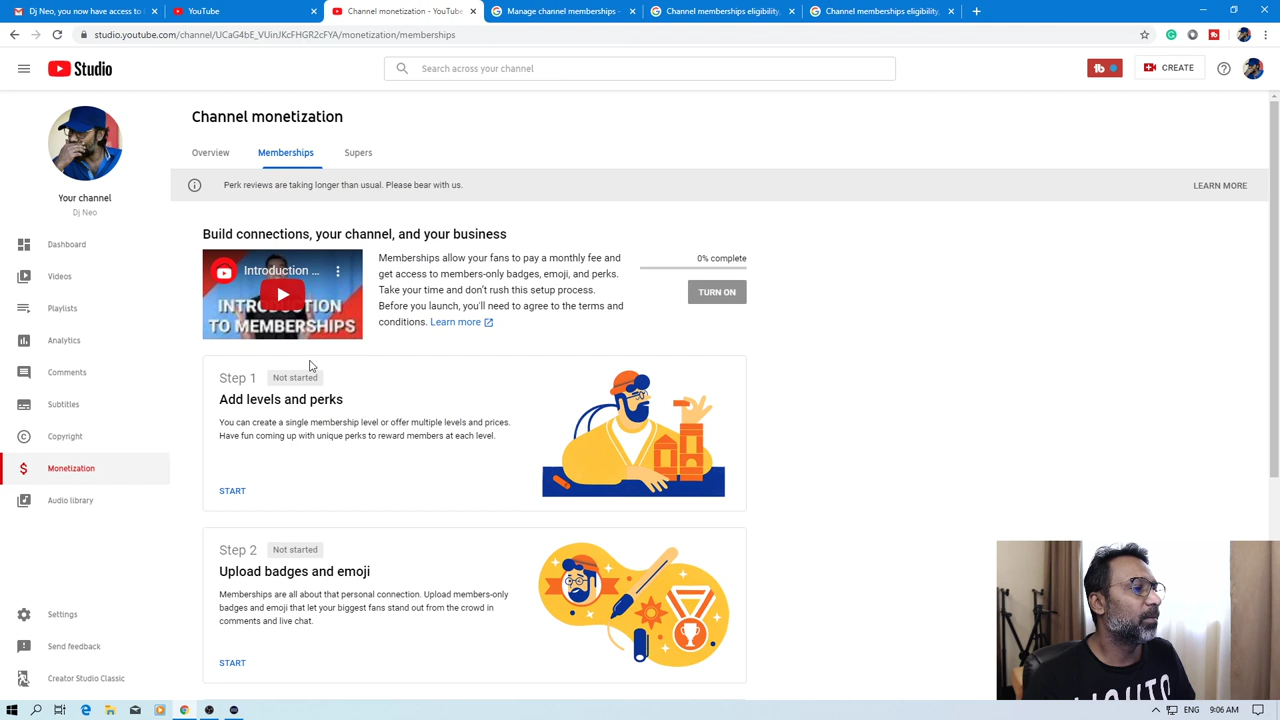 Dj Neo, you now have access to
YouTube
Channel monetization - YouTube
Manage channel memberships -
Channel memberships eligibility,
Channel memberships eligibility,
studio.youtube.com/channel/UCaG4bE_VUinJKcFHGR2cFYA/monetization/memberships
Studio
Search across your channel
CREATE
Your channel
Dj Neo
Dashboard
Videos
Playlists
Analytics
Comments
Subtitles
Copyright
Monetization
Audio library
Settings
Send feedback
Creator Studio Classic
Channel monetization
Overview Memberships Supers
Perk reviews are taking longer than usual. Please bear with us.
LEARN MORE
Build connections, your channel, and your business
Introduction ...
INTRODUCTION
TO MEMBERSHIPS
Memberships allow your fans to pay a monthly fee and
get access to members-only badges, emoji, and perks.
Take your time and don't rush this setup process.
Before you launch, you'll need to agree to the terms and
conditions. Learn more
0% complete
TURN ON
Step 1 Not started
Add levels and perks
You can create a single membership level or offer multiple levels and prices.
Have fun coming up with unique perks to reward members at each level.
START
Step 2 Not started
Upload badges and emoji
Memberships are all about that personal connection. Upload members-only
badges and emoji that let your biggest fans stand out from the crowd in
comments and live chat.
START
ENG
9:06 AM